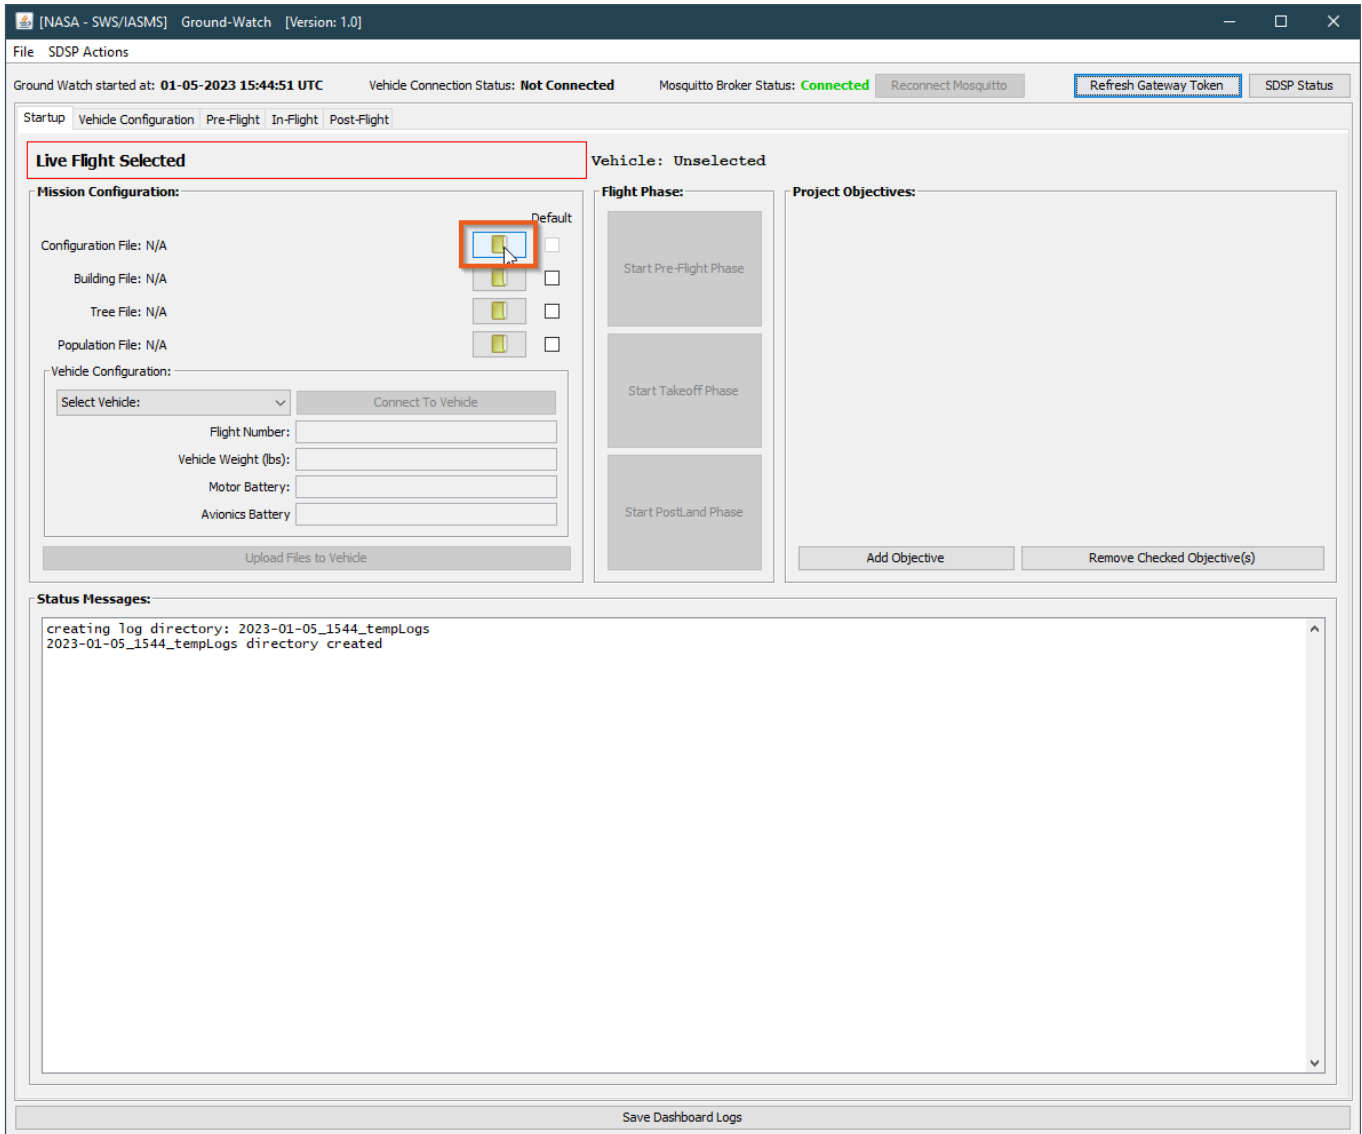 [NASA - SWS/IASMS] Ground-Watch [Version: 1.0]
File SDSP Actions
Ground Watch started at: 01-05-2023 15:44:51 UTC Vehicle Connection Status: Not Connected Mosquitto Broker Status: Connected Reconnect Mosquitto Refresh Gateway Token SDSP Status
Startup Vehicle Configuration Pre-Flight In-Flight Post-Flight
Live Flight Selected Vehicle: Unselected
Mission Configuration: Flight Phase: Project Objectives:
Default
Configuration File: N/A
Building File: N/A
Tree File: N/A
Population File: N/A
Vehicle Configuration:
Select Vehicle: Connect To Vehicle
Flight Number:
Vehicle Weight (lbs):
Motor Battery:
Avionics Battery
Upload Files to Vehicle
Start Pre-Flight Phase
Start Takeoff Phase
Start PostLand Phase
Add Objective Remove Checked Objective(s)
Status Messages:
creating log directory: 2023-01-05_1544_tempLogs
2023-01-05_1544_tempLogs directory created
Save Dashboard Logs